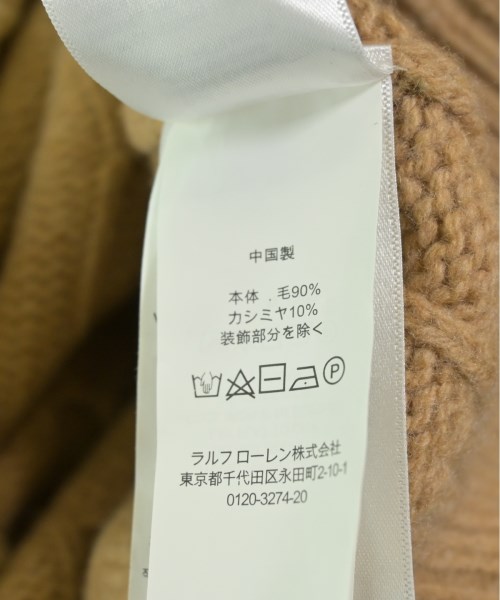 中国製
本体 . 毛90%
カシミヤ10%
装飾部分を除く
P
ラルフ ローレン株式会社
東京都千代田区永田町2-10-1
0120-3274-20